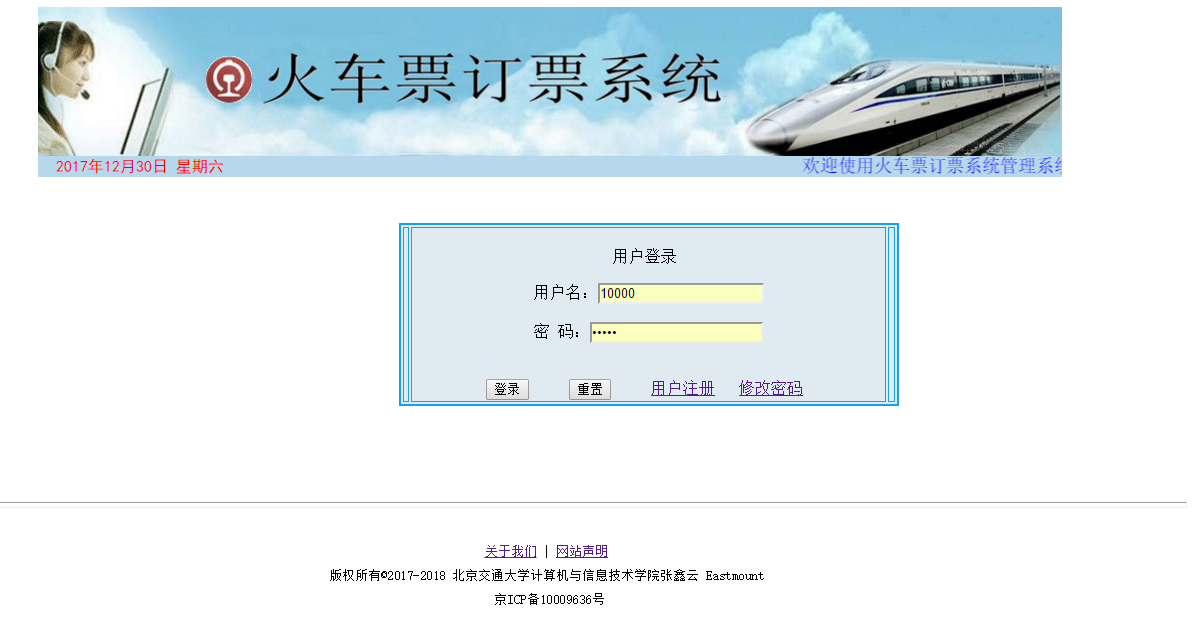 火车票订票系统
2017年12月30日 星期六 欢迎使用火车票订票系统管理系统
用户登录
用户名：10000
密 码：•••••
登录 重置 用户注册 修改密码
关于我们 | 网站声明
版权所有©2017-2018 北京交通大学计算机与信息技术学院张鑫云 Eastmount
京ICP备10009636号